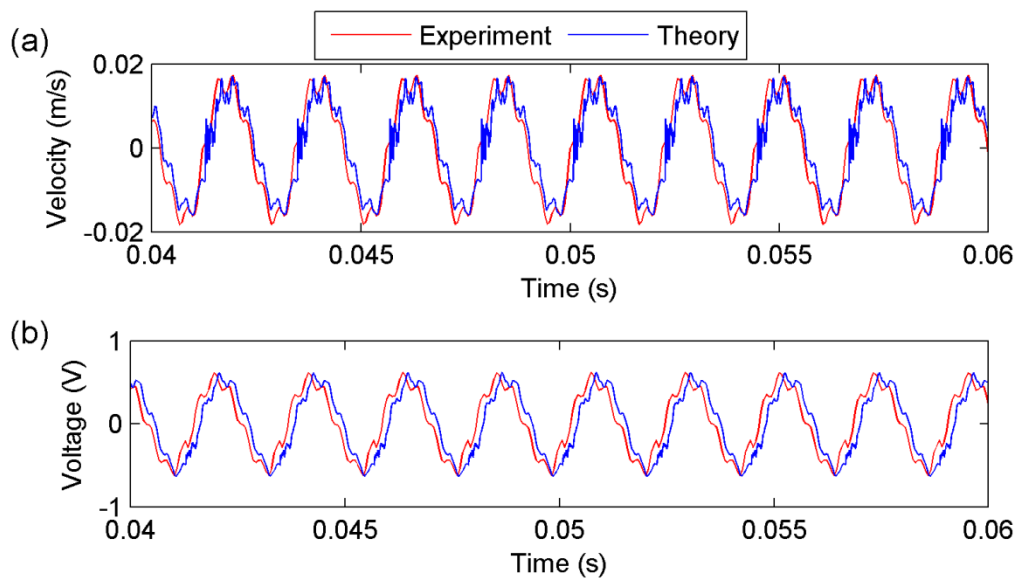 (a)
Experiment Theory
0.02
0
-0.02
Velocity (m/s)
0.04 0.045 0.05 0.055 0.06
Time (s)
(b)
1
0
-1
Voltage (V)
0.04 0.045 0.05 0.055 0.06
Time (s)